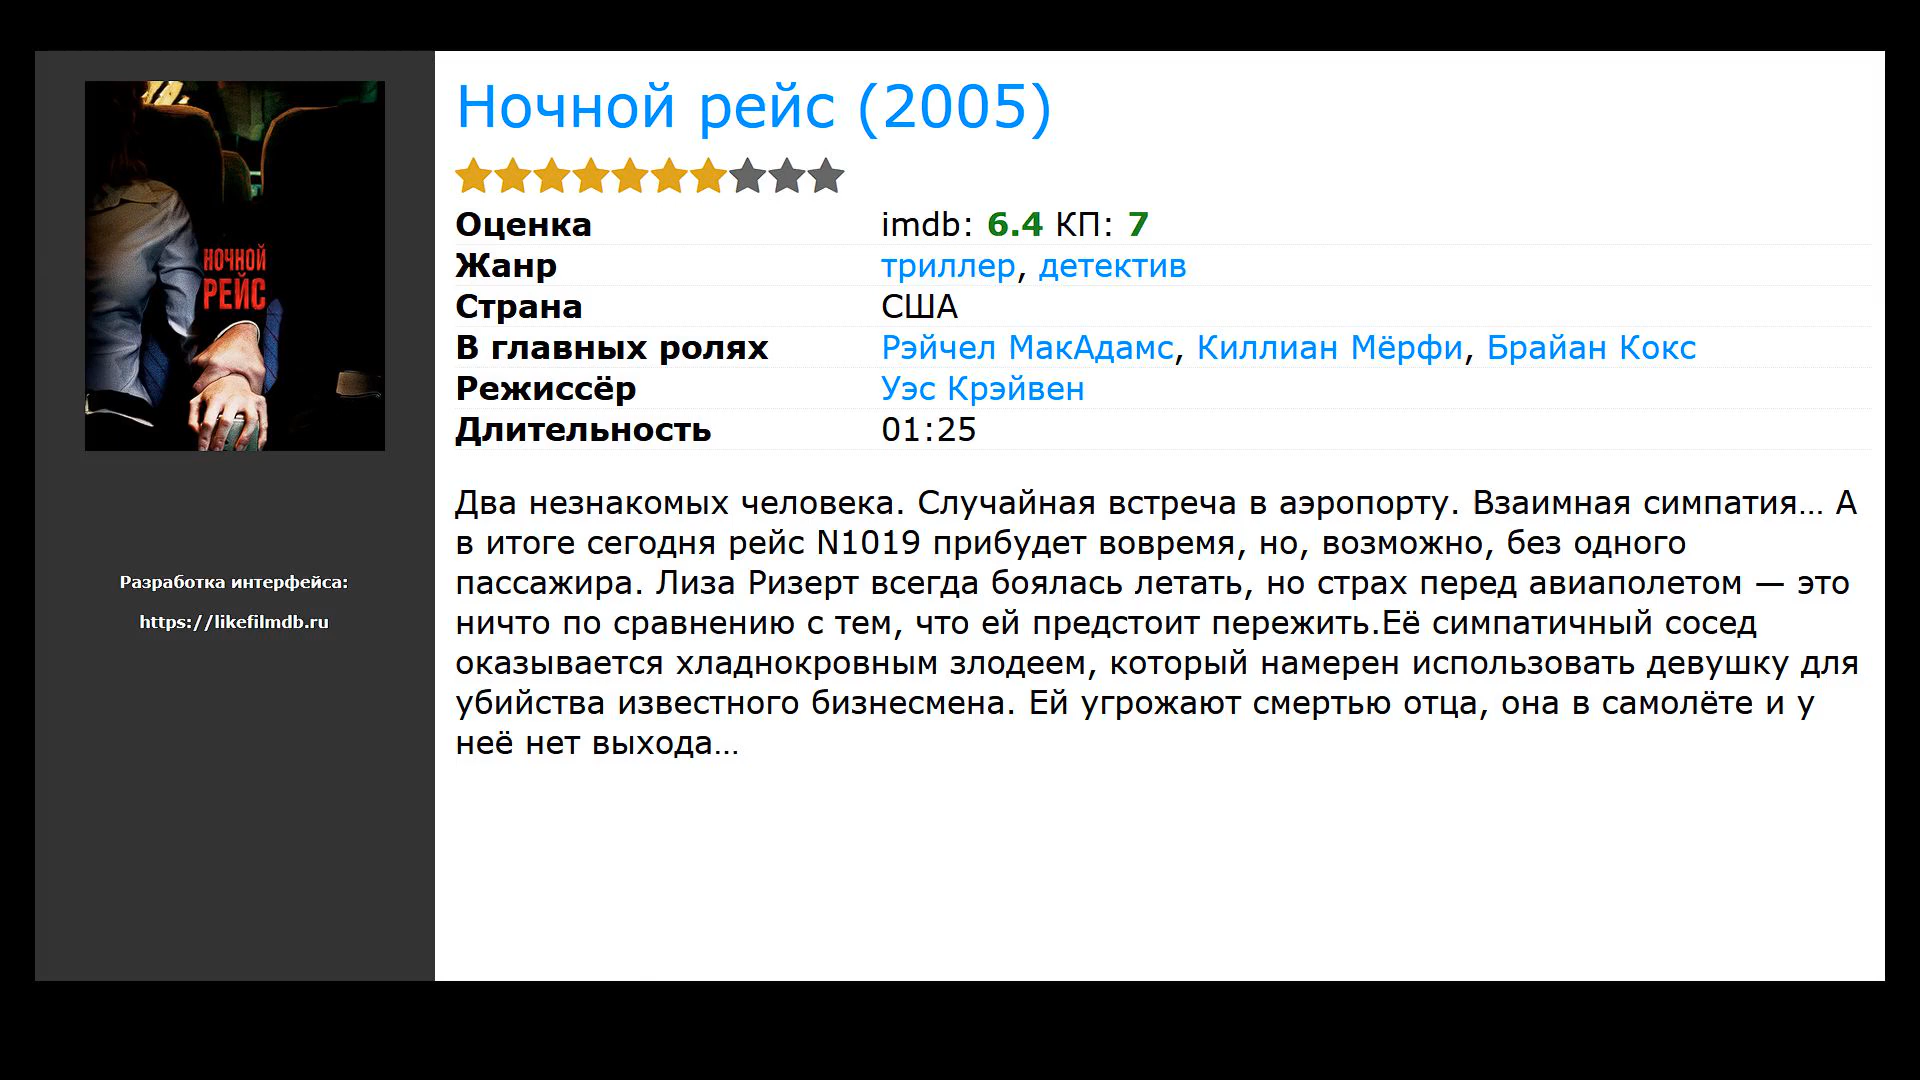 НОЧНОЙ
РЕЙС
Разработка интерфейса:
https://likefilmdb.ru
Ночной рейс (2005)
Оценка imdb: 6.4 КП: 7
Жанр триллер, детектив
Страна США
В главных ролях Рэйчел МакАдамс, Киллиан Мёрфи, Брайан Кокс
Режиссёр Уэс Крэйвен
Длительность 01:25
Два незнакомых человека. Случайная встреча в аэропорту. Взаимная симпатия… А
в итоге сегодня рейс N1019 прибудет вовремя, но, возможно, без одного
пассажира. Лиза Ризерт всегда боялась летать, но страх перед авиаполетом — это
ничто по сравнению с тем, что ей предстоит пережить.Её симпатичный сосед
оказывается хладнокровным злодеем, который намерен использовать девушку для
убийства известного бизнесмена. Ей угрожают смертью отца, она в самолёте и у
неё нет выхода…